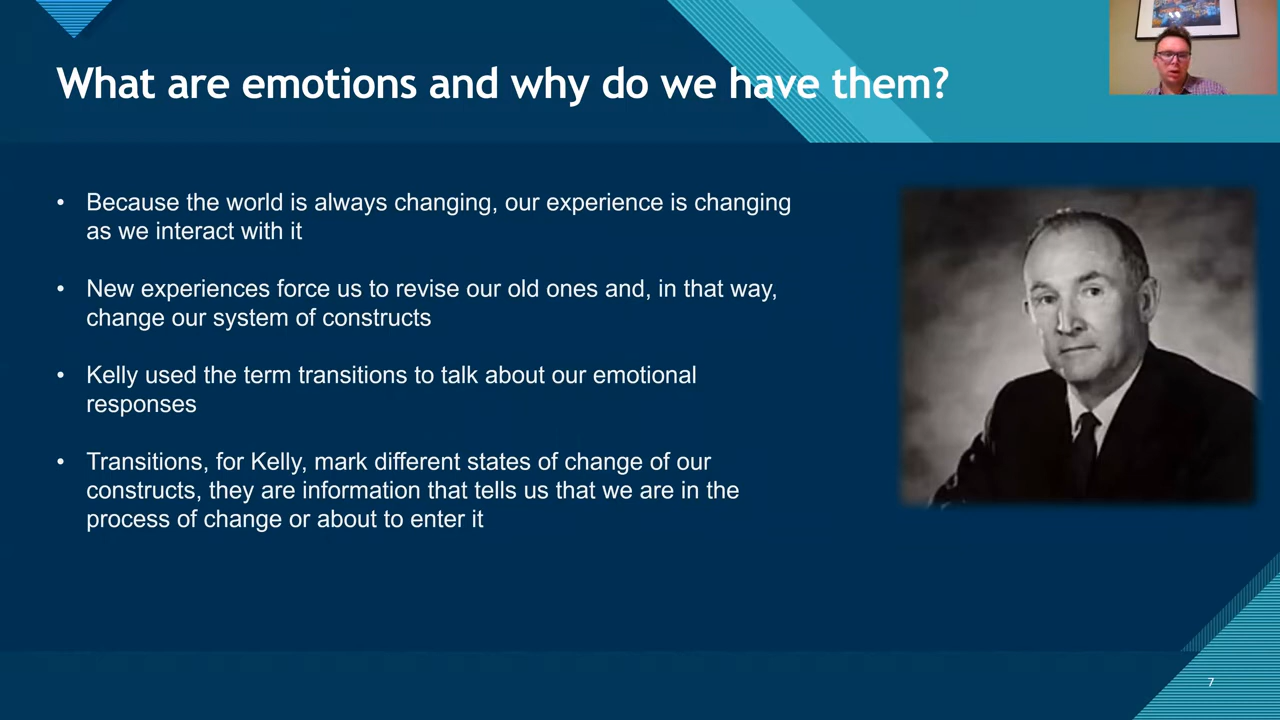 What are emotions and why do we have them?
• Because the world is always changing, our experience is changing
as we interact with it
• New experiences force us to revise our old ones and, in that way,
change our system of constructs
• Kelly used the term transitions to talk about our emotional
responses
• Transitions, for Kelly, mark different states of change of our
constructs, they are information that tells us that we are in the
process of change or about to enter it
7